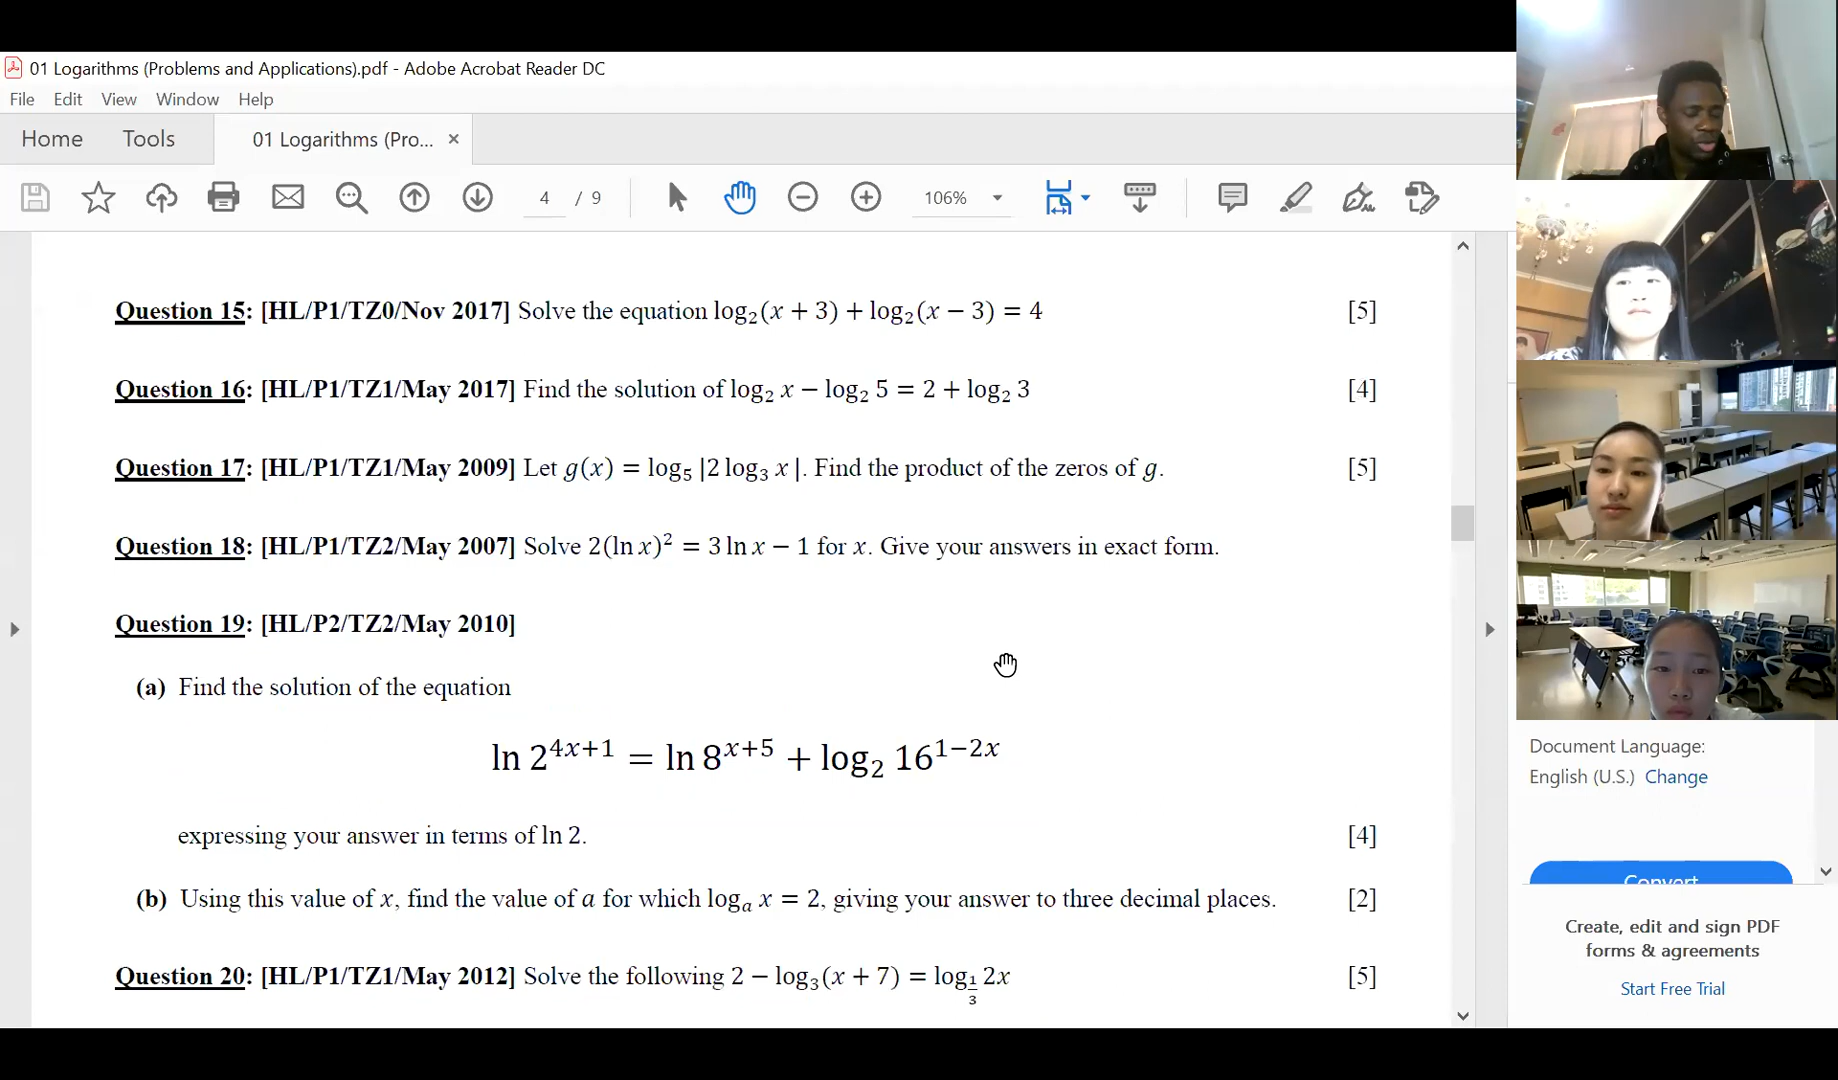 01 Logarithms (Problems and Applications).pdf - Adobe Acrobat Reader DC
File Edit View Window Help
Home Tools 01 Logarithms (Pro... ×
4 / 9 106%
Question 15: [HL/P1/TZ0/Nov 2017] Solve the equation log₂(x + 3) + log₂(x − 3) = 4 [5]
Question 16: [HL/P1/TZ1/May 2017] Find the solution of log₂ x − log₂ 5 = 2 + log₂ 3 [4]
Question 17: [HL/P1/TZ1/May 2009] Let g(x) = log₅ |2 log₃ x |. Find the product of the zeros of g. [5]
Question 18: [HL/P1/TZ2/May 2007] Solve 2(ln x)² = 3 ln x − 1 for x. Give your answers in exact form.
Question 19: [HL/P2/TZ2/May 2010]
(a) Find the solution of the equation
ln 2^{4x+1} = ln 8^{x+5} + log₂ 16^{1−2x}
expressing your answer in terms of ln 2. [4]
(b) Using this value of x, find the value of a for which logₐ x = 2, giving your answer to three decimal places. [2]
Question 20: [HL/P1/TZ1/May 2012] Solve the following 2 − log₃(x + 7) = log_{1/3} 2x [5]
Document Language:
English (U.S.) Change
Convert
Create, edit and sign PDF
forms & agreements
Start Free Trial